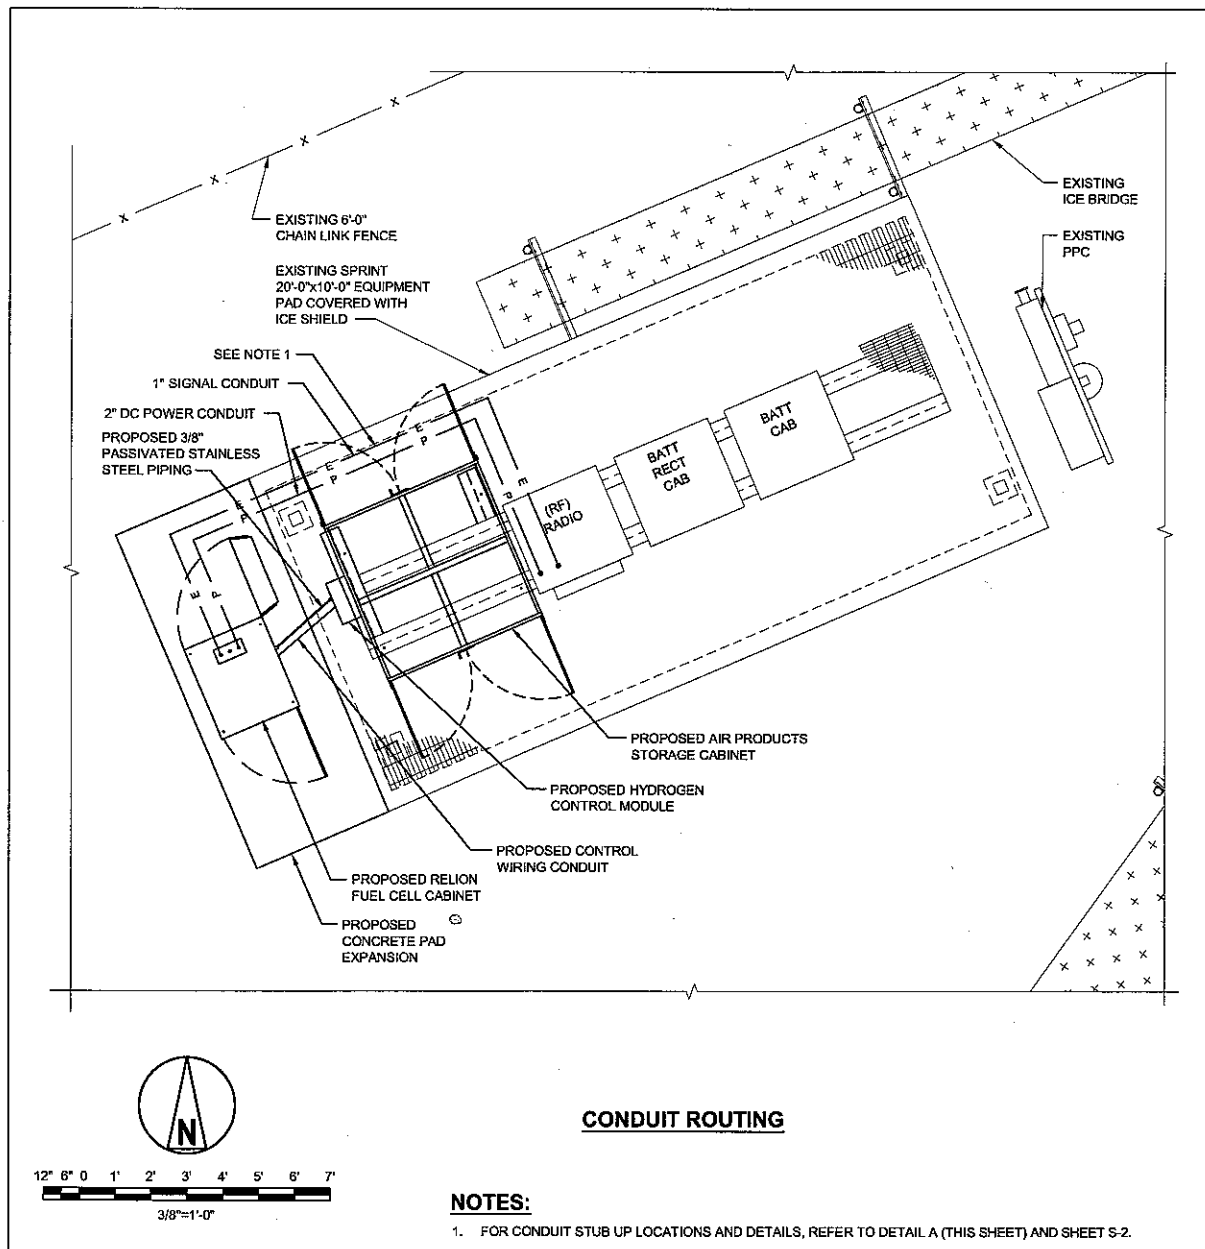 EXISTING 6'-0"
CHAIN LINK FENCE
EXISTING
ICE BRIDGE
EXISTING
PPC
EXISTING SPRINT
20'-0"x10'-0" EQUIPMENT
PAD COVERED WITH
ICE SHIELD
SEE NOTE 1
1" SIGNAL CONDUIT
2" DC POWER CONDUIT
PROPOSED 3/8"
PASSIVATED STAINLESS
STEEL PIPING
BATT
CAB
BATT
RECT
CAB
(RF)
RADIO
X
X
X
X
E
P
E
P
E
P
E
P
E
P
PROPOSED AIR PRODUCTS
STORAGE CABINET
PROPOSED HYDROGEN
CONTROL MODULE
PROPOSED CONTROL
WIRING CONDUIT
PROPOSED RELION
FUEL CELL CABINET
PROPOSED
CONCRETE PAD
EXPANSION
N
12" 6" 0 1' 2' 3' 4' 5' 6' 7'
3/8"=1'-0"
CONDUIT ROUTING
NOTES:
1. FOR CONDUIT STUB UP LOCATIONS AND DETAILS, REFER TO DETAIL A (THIS SHEET) AND SHEET S-2.